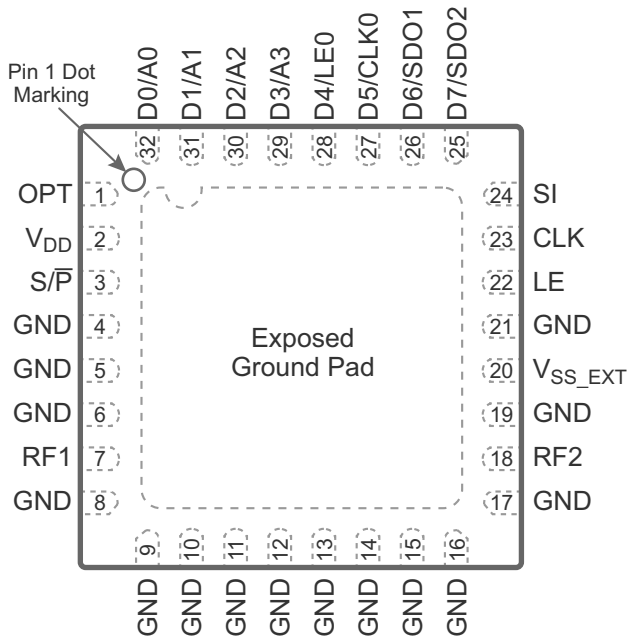 D0/A0
D1/A1
D2/A2
D3/A3
D4/LE0
D5/CLK0
D6/SDO1
D7/SDO2
Pin 1 Dot
Marking
32
31
30
29
28
27
26
25
OPT 1
V_DD 2
S/P̅ 3
GND 4
GND 5
GND 6
RF1 7
GND 8
Exposed
Ground Pad
24 SI
23 CLK
22 LE
21 GND
20 V_SS_EXT
19 GND
18 RF2
17 GND
9
10
11
12
13
14
15
16
GND
GND
GND
GND
GND
GND
GND
GND